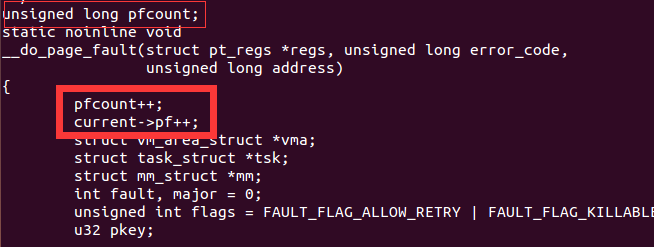 unsigned long pfcount;
static noinline void
__do_page_fault(struct pt_regs *regs, unsigned long error_code,
unsigned long address)
{
pfcount++;
current->pf++;
struct vm_area_struct *vma;
struct task_struct *tsk;
struct mm_struct *mm;
int fault, major = 0;
unsigned int flags = FAULT_FLAG_ALLOW_RETRY | FAULT_FLAG_KILLABLE
u32 pkey;